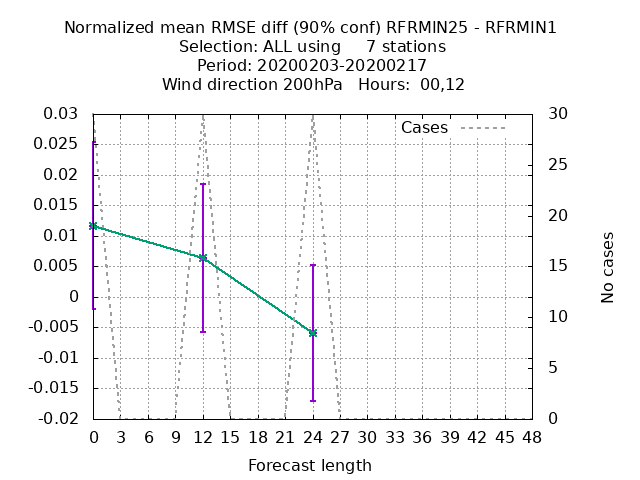 Normalized mean RMSE diff (90% conf) RFRMIN25 - RFRMIN1
Selection: ALL using     7 stations
Period: 20200203-20200217
Wind direction 200hPa   Hours:  00,12
Cases
0.03
0.025
0.02
0.015
0.01
0.005
0
-0.005
-0.01
-0.015
-0.02
30
25
20
15
10
5
0
No cases
0 3 6 9 12 15 18 21 24 27 30 33 36 39 42 45 48
Forecast length